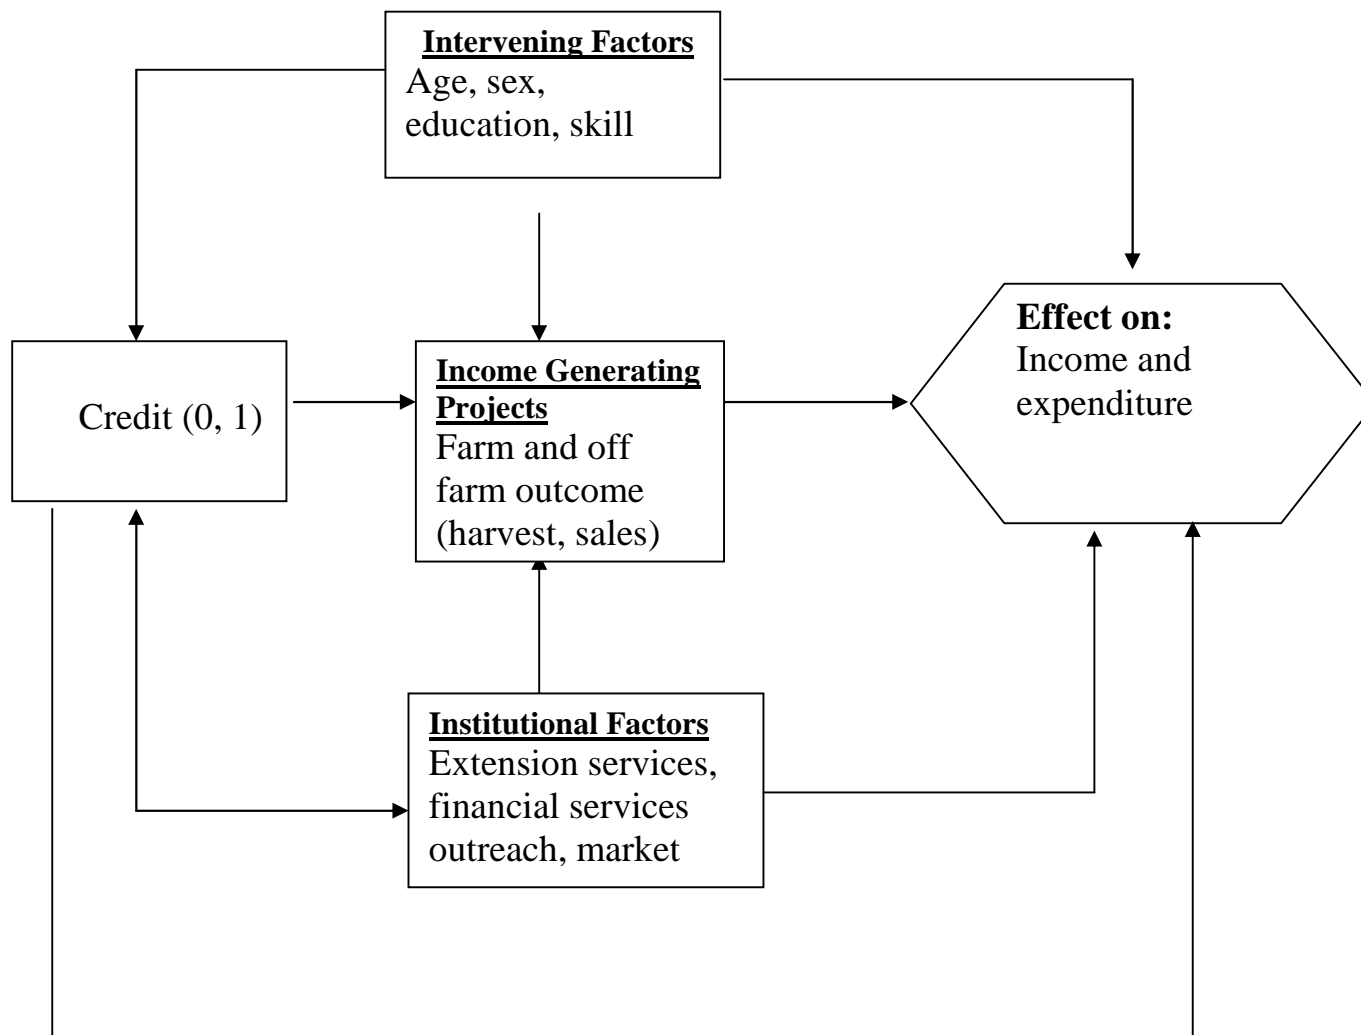 Intervening Factors
Age, sex,
education, skill
Effect on:
Income and
expenditure
Credit (0, 1)
Income Generating
Projects
Farm and off
farm outcome
(harvest, sales)
Institutional Factors
Extension services,
financial services
outreach, market